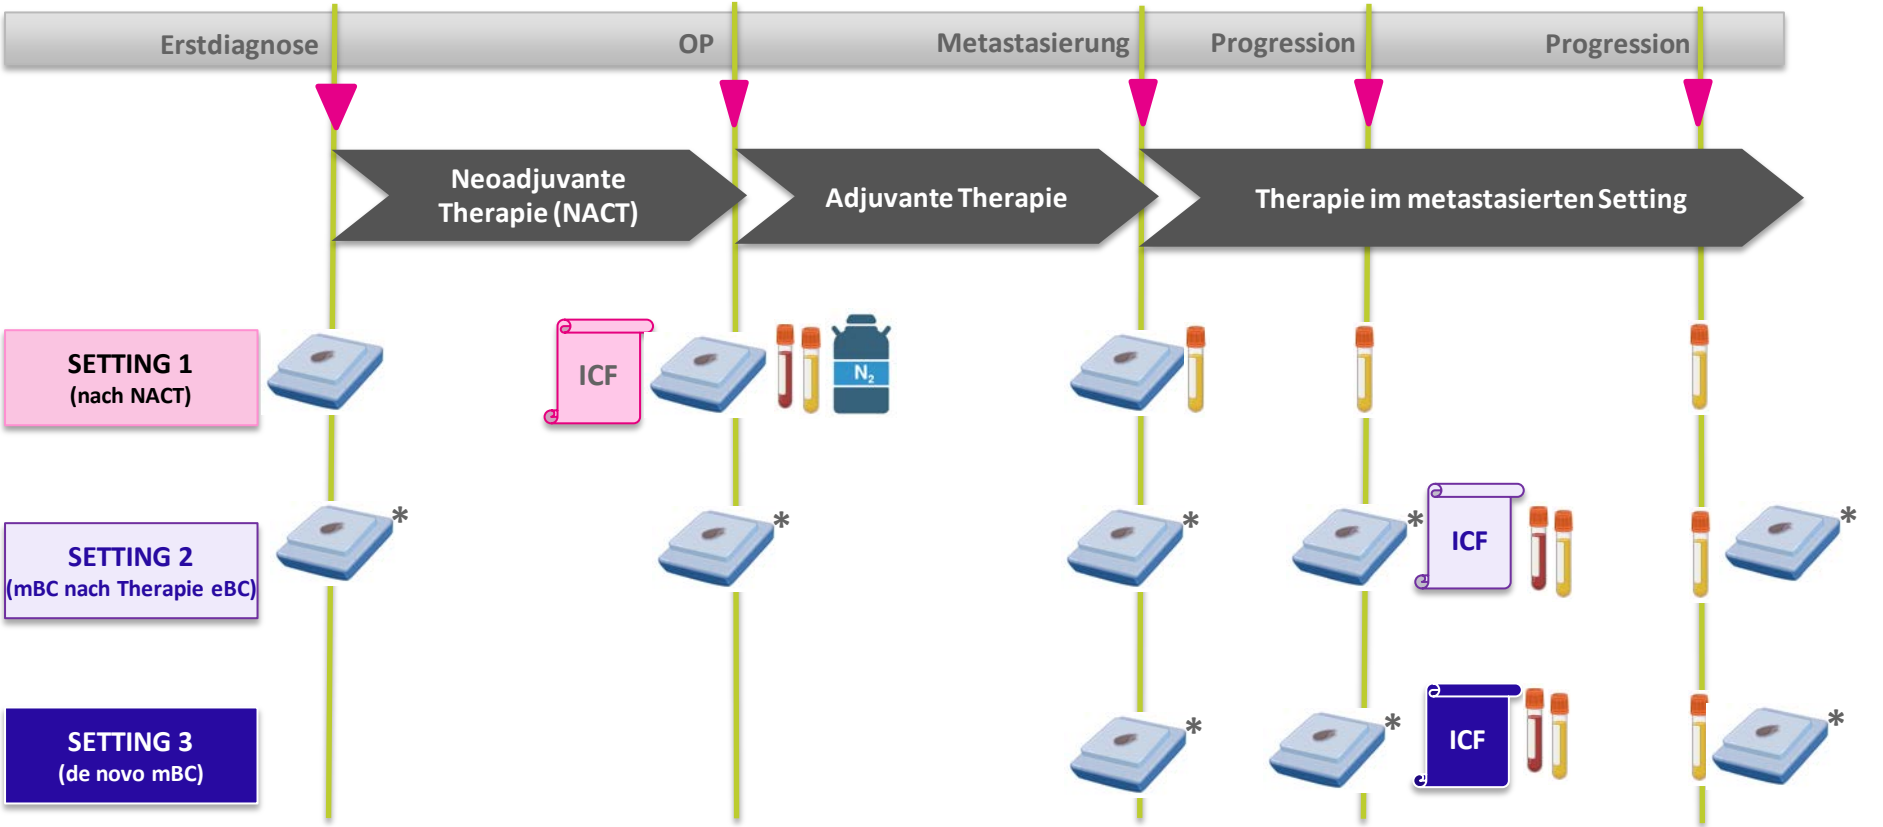 Erstdiagnose
OP
Metastasierung
Progression
Progression
Neoadjuvante
Therapie (NACT)
Adjuvante Therapie
Therapie im metastasierten Setting
SETTING 1
(nach NACT)
ICF
N₂
SETTING 2
(mBC nach Therapie eBC)
*
*
*
*
ICF
*
SETTING 3
(de novo mBC)
*
*
ICF
*